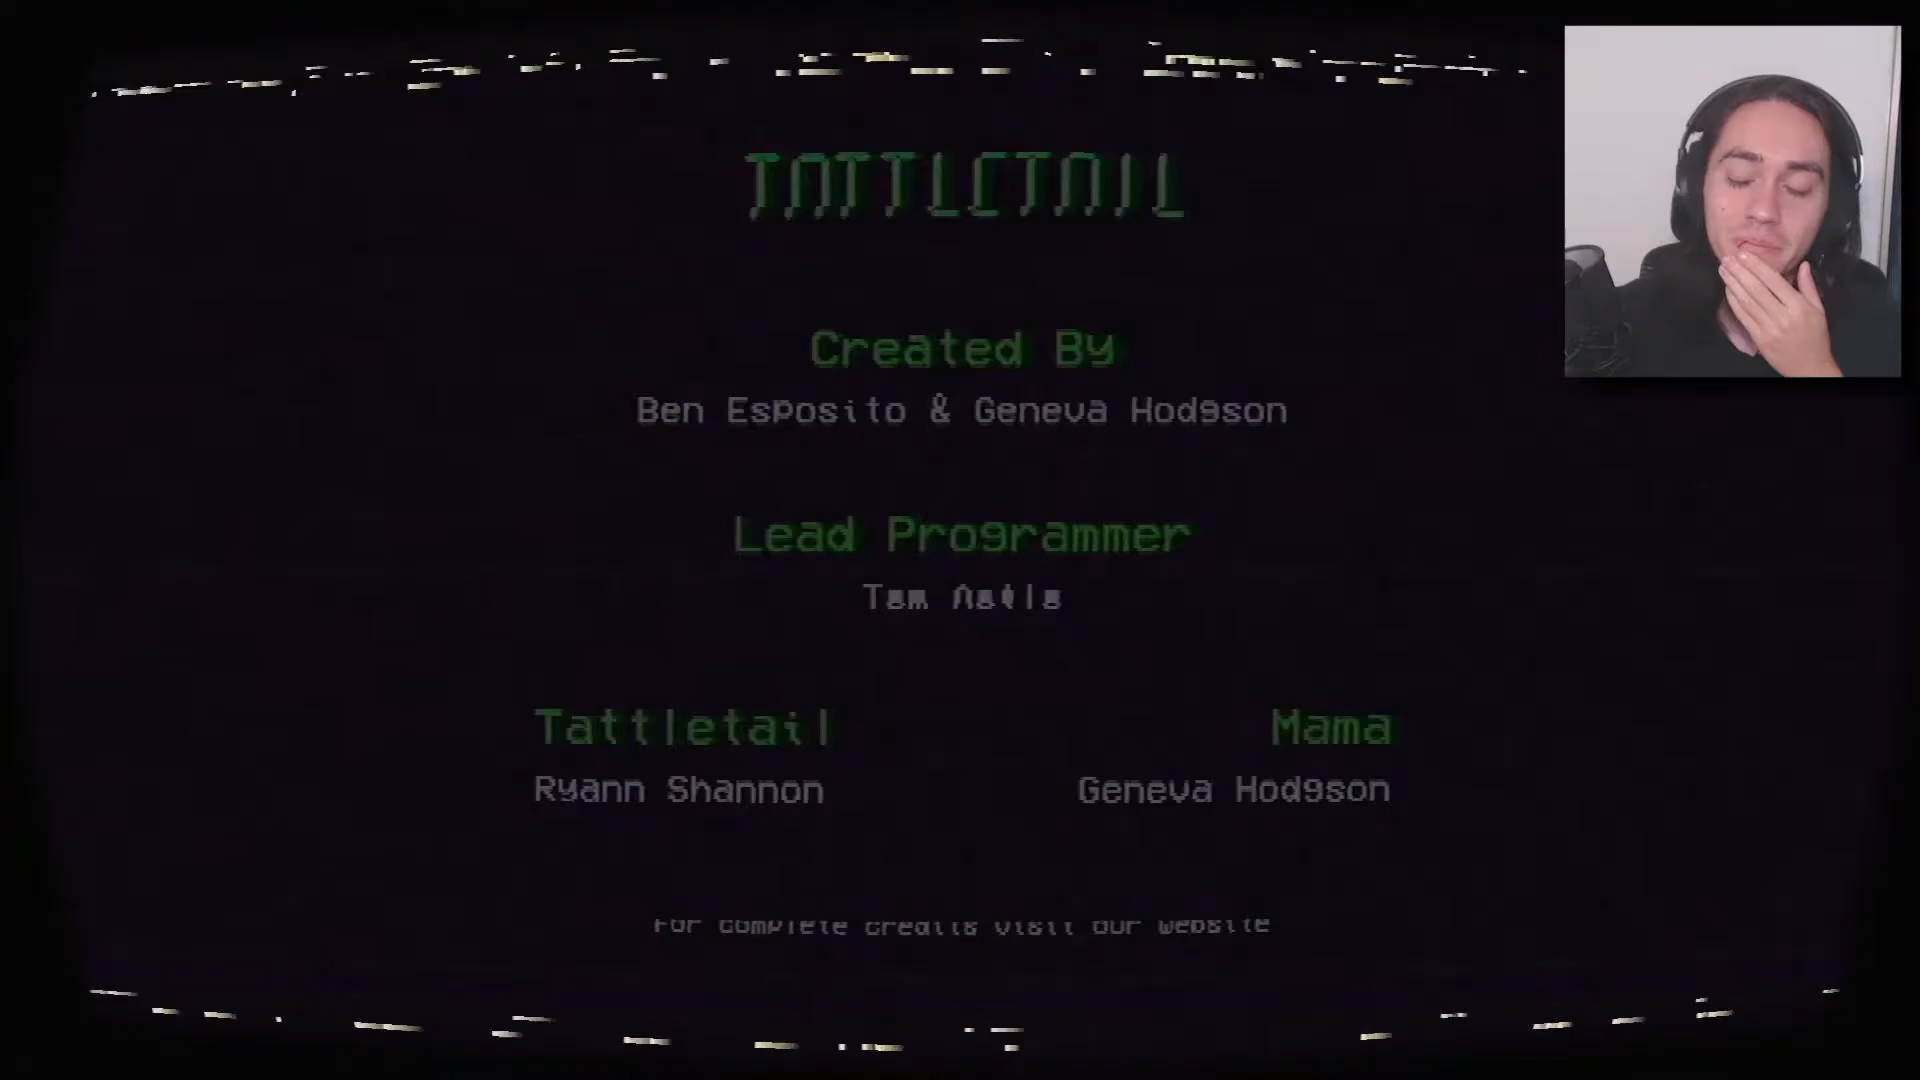 TATTLETAIL
Created By
Ben Esposito & Geneva Hodgson
Lead Programmer
Tattletail
Ryann Shannon
Mama
Geneva Hodgson
For complete credits visit our website